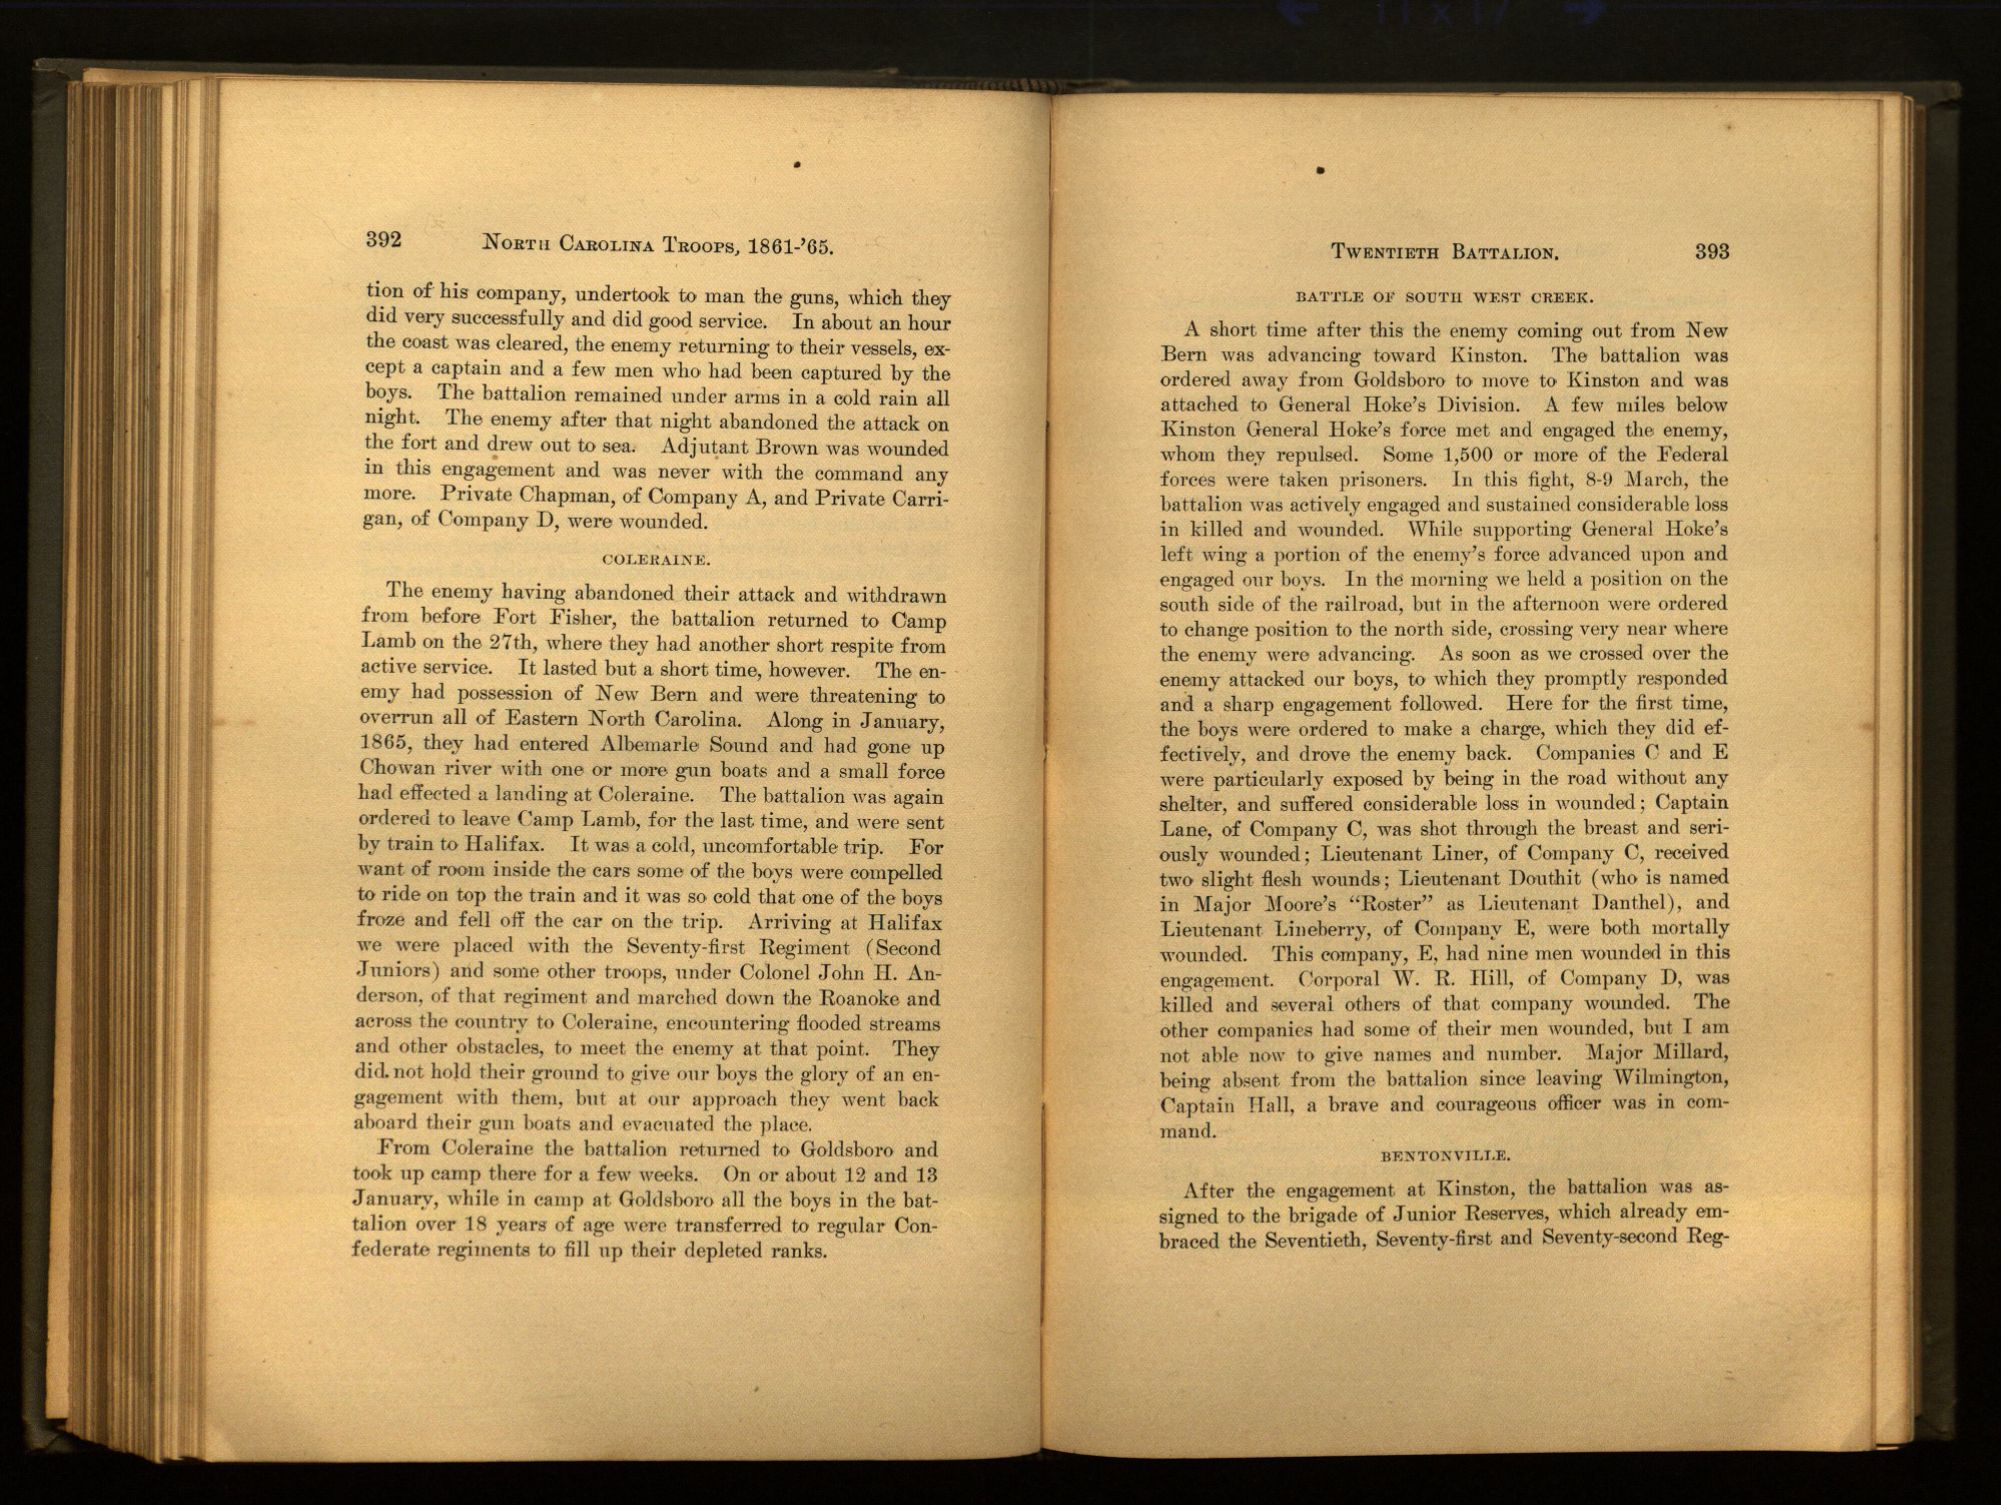 392 North Carolina Troops, 1861-'65.
tion of his company, undertook to man the guns, which they
did very successfully and did good service. In about an hour
the coast was cleared, the enemy returning to their vessels, ex-
cept a captain and a few men who had been captured by the
boys. The battalion remained under arms in a cold rain all
night. The enemy after that night abandoned the attack on
the fort and drew out to sea. Adjutant Brown was wounded
in this engagement and was never with the command any
more. Private Chapman, of Company A, and Private Carri-
gan, of Company D, were wounded.
COLERAINE.
The enemy having abandoned their attack and withdrawn
from before Fort Fisher, the battalion returned to Camp
Lamb on the 27th, where they had another short respite from
active service. It lasted but a short time, however. The en-
emy had possession of New Bern and were threatening to
overrun all of Eastern North Carolina. Along in January,
1865, they had entered Albemarle Sound and had gone up
Chowan river with one or more gun boats and a small force
had effected a landing at Coleraine. The battalion was again
ordered to leave Camp Lamb, for the last time, and were sent
by train to Halifax. It was a cold, uncomfortable trip. For
want of room inside the cars some of the boys were compelled
to ride on top the train and it was so cold that one of the boys
froze and fell off the car on the trip. Arriving at Halifax
we were placed with the Seventy-first Regiment (Second
Juniors) and some other troops, under Colonel John H. An-
derson, of that regiment and marched down the Roanoke and
across the country to Coleraine, encountering flooded streams
and other obstacles, to meet the enemy at that point. They
did not hold their ground to give our boys the glory of an en-
gagement with them, but at our approach they went back
aboard their gun boats and evacuated the place.
From Coleraine the battalion returned to Goldsboro and
took up camp there for a few weeks. On or about 12 and 13
January, while in camp at Goldsboro all the boys in the bat-
talion over 18 years of age were transferred to regular Con-
federate regiments to fill up their depleted ranks.
Twentieth Battalion. 393
BATTLE OF SOUTH WEST CREEK.
A short time after this the enemy coming out from New
Bern was advancing toward Kinston. The battalion was
ordered away from Goldsboro to move to Kinston and was
attached to General Hoke's Division. A few miles below
Kinston General Hoke's force met and engaged the enemy,
whom they repulsed. Some 1,500 or more of the Federal
forces were taken prisoners. In this fight, 8-9 March, the
battalion was actively engaged and sustained considerable loss
in killed and wounded. While supporting General Hoke's
left wing a portion of the enemy's force advanced upon and
engaged our boys. In the morning we held a position on the
south side of the railroad, but in the afternoon were ordered
to change position to the north side, crossing very near where
the enemy were advancing. As soon as we crossed over the
enemy attacked our boys, to which they promptly responded
and a sharp engagement followed. Here for the first time,
the boys were ordered to make a charge, which they did ef-
fectively, and drove the enemy back. Companies C and E
were particularly exposed by being in the road without any
shelter, and suffered considerable loss in wounded; Captain
Lane, of Company C, was shot through the breast and seri-
ously wounded; Lieutenant Liner, of Company C, received
two slight flesh wounds; Lieutenant Douthit (who is named
in Major Moore's "Roster" as Lieutenant Danthel), and
Lieutenant Lineberry, of Company E, were both mortally
wounded. This company, E, had nine men wounded in this
engagement. Corporal W. R. Hill, of Company D, was
killed and several others of that company wounded. The
other companies had some of their men wounded, but I am
not able now to give names and number. Major Millard,
being absent from the battalion since leaving Wilmington,
Captain Hall, a brave and courageous officer was in com-
mand.
BENTONVILLE.
After the engagement at Kinston, the battalion was as-
signed to the brigade of Junior Reserves, which already em-
braced the Seventieth, Seventy-first and Seventy-second Reg-